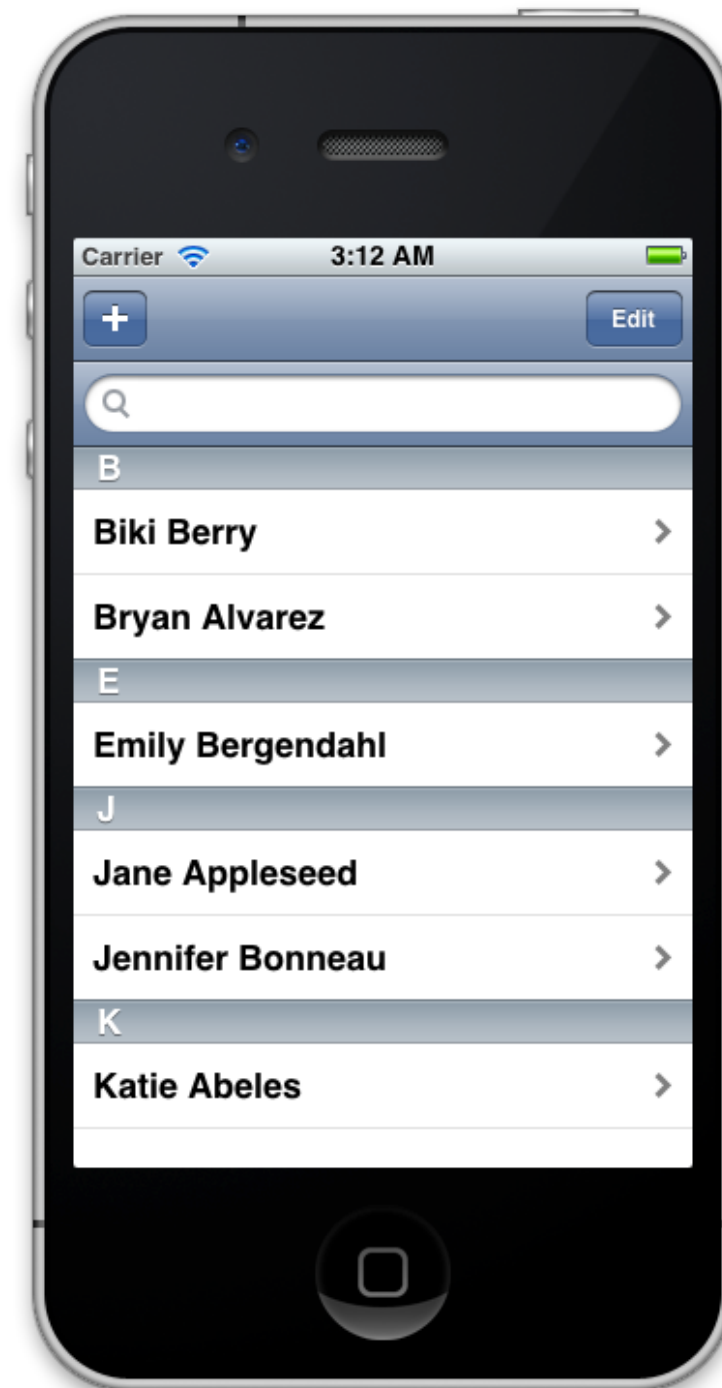 Carrier 3:12 AM
+ Edit
B
Biki Berry
Bryan Alvarez
E
Emily Bergendahl
J
Jane Appleseed
Jennifer Bonneau
K
Katie Abeles